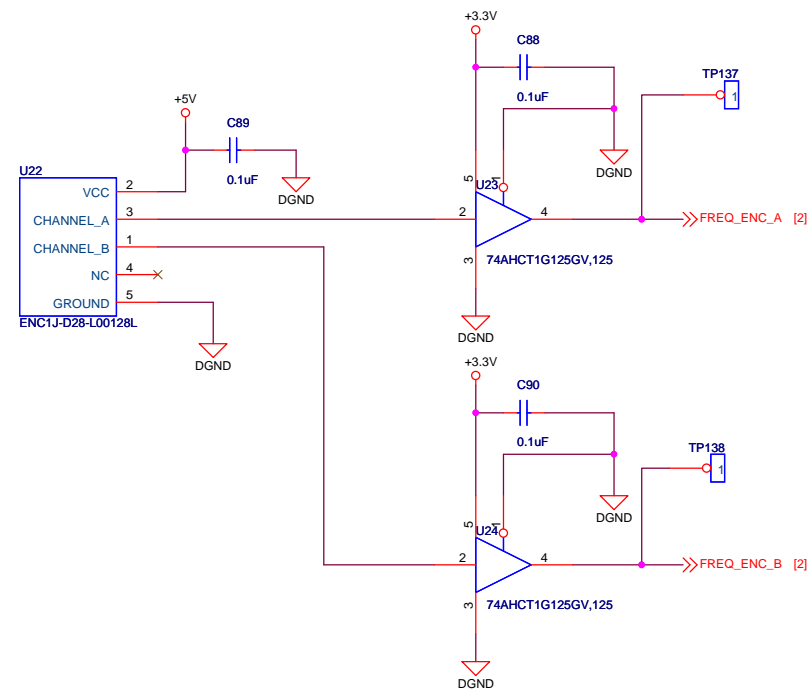 +3.3V
C88
0.1uF
TP137
1
DGND
+5V
C89
0.1uF
DGND
U22
VCC 2
CHANNEL_A 3
CHANNEL_B 1
NC 4
GROUND 5
ENC1J-D28-L00128L
DGND
5
U23
1
2
4
3
74AHCT1G125GV,125
FREQ_ENC_A [2]
DGND
+3.3V
C90
0.1uF
TP138
1
DGND
5
U24
1
2
4
3
74AHCT1G125GV,125
FREQ_ENC_B [2]
DGND